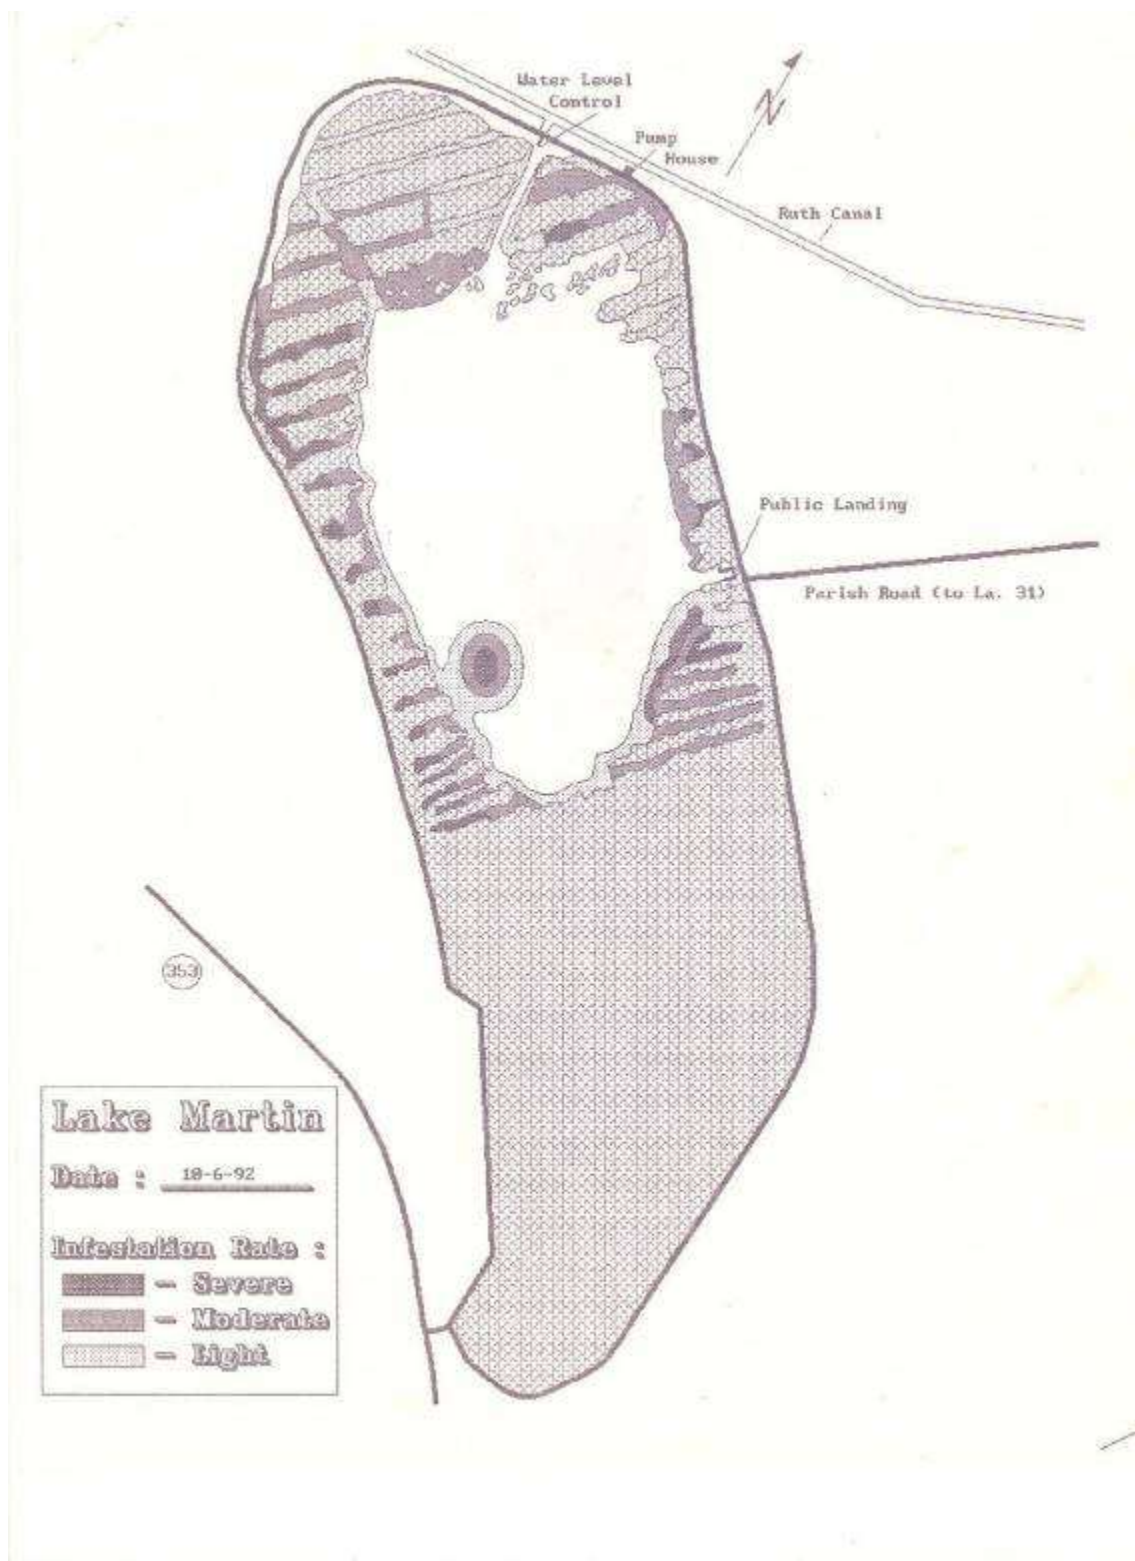 Water Level
Control
N
Pump
House
Ruth Canal
Public Landing
Parish Road (to La. 31)
353
Lake Martin
Date : 10-6-92
Infestation Rate :
— Severe
— Moderate
— Light